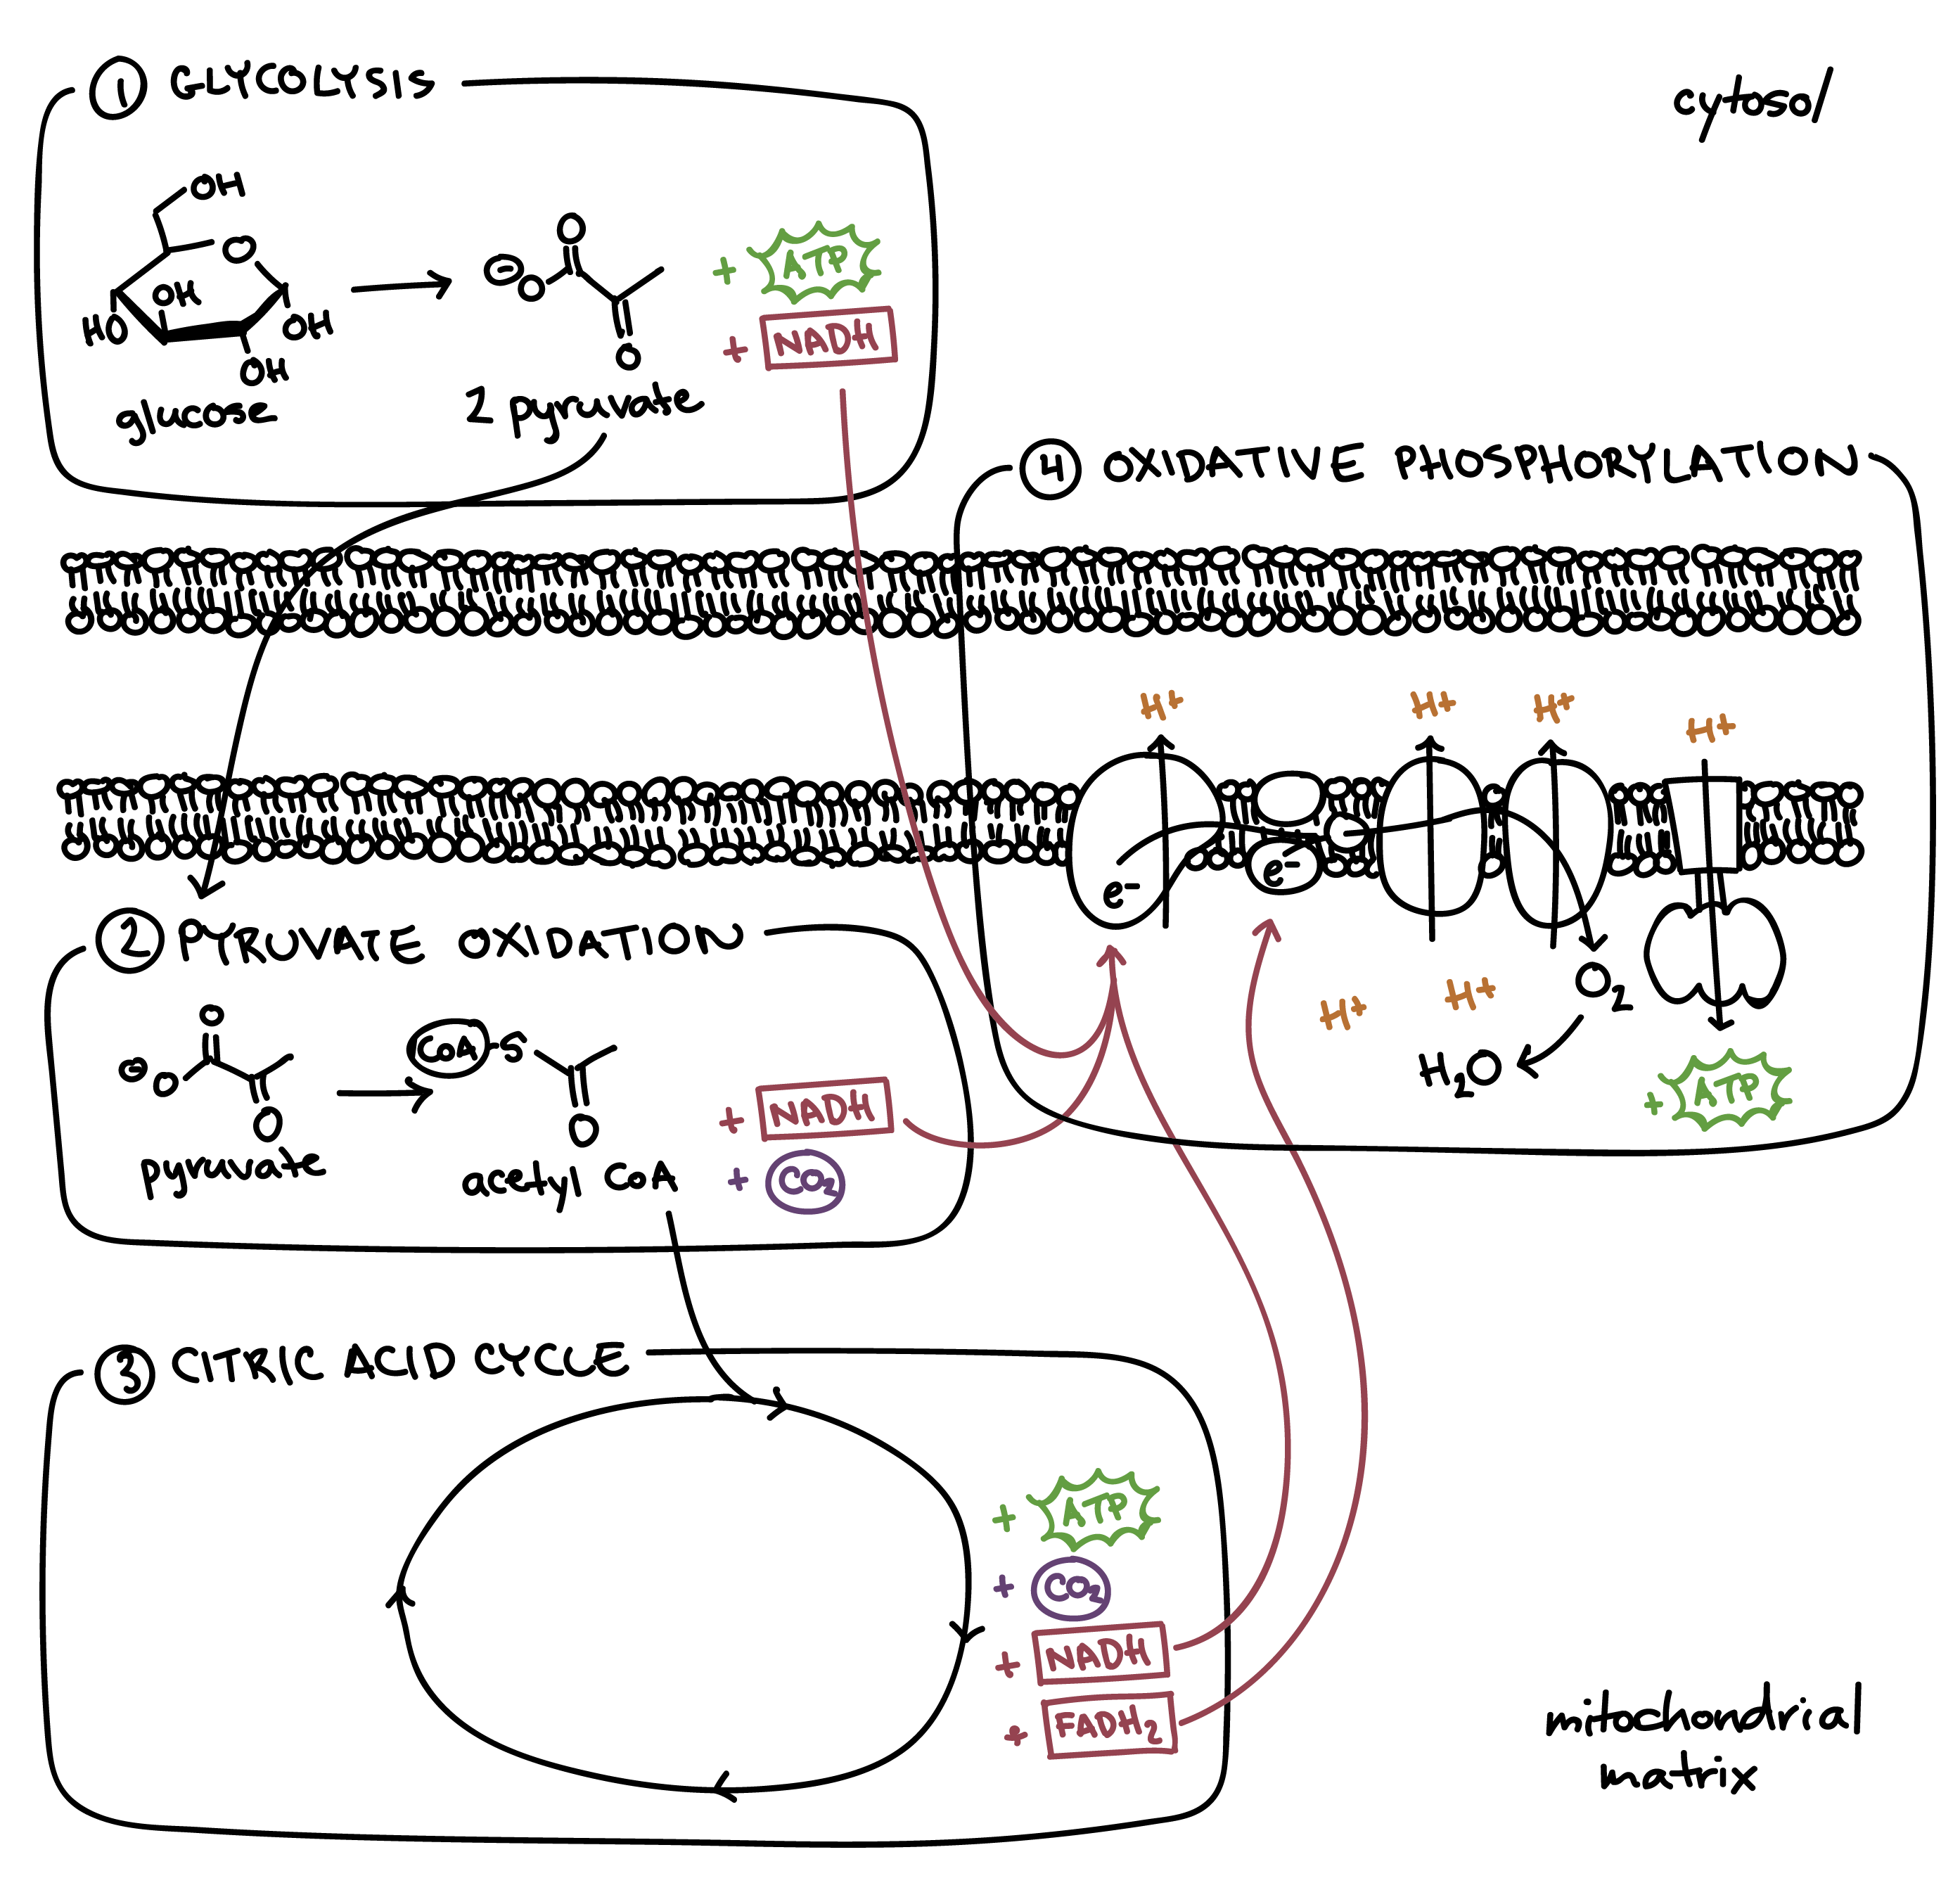 1 GLYCOLYSIS
cytosol
OH
O
OH
HO
OH
OH
glucose
O
⊖ O
O
2 pyruvate
+ ATP
+ NADH
4 OXIDATIVE PHOSPHORYLATION
H+ H+ H+ H+
e- e-
H+ H+
O2
H2O
+ ATP
2 PYRUVATE OXIDATION
O
⊖ O
O
pyruvate
CoA-S
O
acetyl CoA
+ NADH
+ CO2
3 CITRIC ACID CYCLE
+ ATP
+ CO2
+ NADH
+ FADH2
mitochondrial
matrix